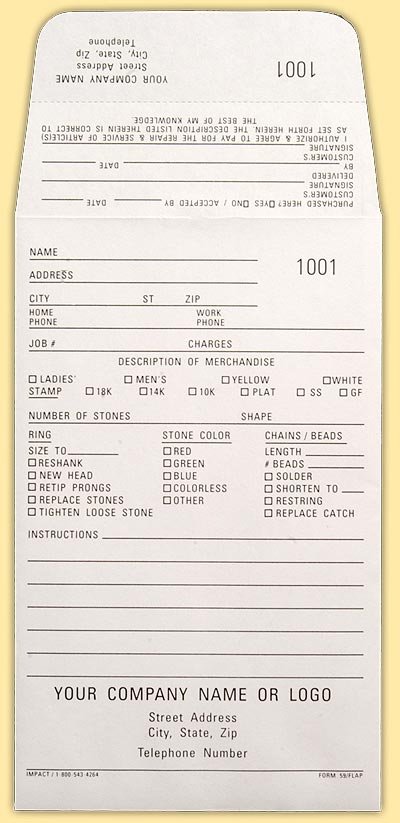 PURCHASED HERE? YES NO / ACCEPTED BY DATE
CUSTOMER'S
SIGNATURE
DELIVERED
BY DATE
CUSTOMER'S
SIGNATURE
I AUTHORIZE & AGREE TO PAY FOR SERVICE & REPAIR OF ARTICLE(S)
AS SET FORTH HEREIN. THE DESCRIPTION LISTED THEREIN IS CORRECT TO
THE BEST OF MY KNOWLEDGE.
1001 YOUR COMPANY NAME
Street Address
City, State, Zip
Telephone
NAME
1001
ADDRESS
CITY ST ZIP
HOME PHONE WORK PHONE
JOB # CHARGES
DESCRIPTION OF MERCHANDISE
LADIES' MEN'S YELLOW WHITE
STAMP 18K 14K 10K PLAT SS GF
NUMBER OF STONES SHAPE
RING STONE COLOR CHAINS / BEADS
SIZE TO RED LENGTH
RESHANK GREEN # BEADS
NEW HEAD BLUE SOLDER
RETIP PRONGS COLORLESS SHORTEN TO
REPLACE STONES OTHER RESTRING
TIGHTEN LOOSE STONE REPLACE CATCH
INSTRUCTIONS
YOUR COMPANY NAME OR LOGO
Street Address
City, State, Zip
Telephone Number
IMPACT / 1-800-543-4264 FORM 59/FLAP